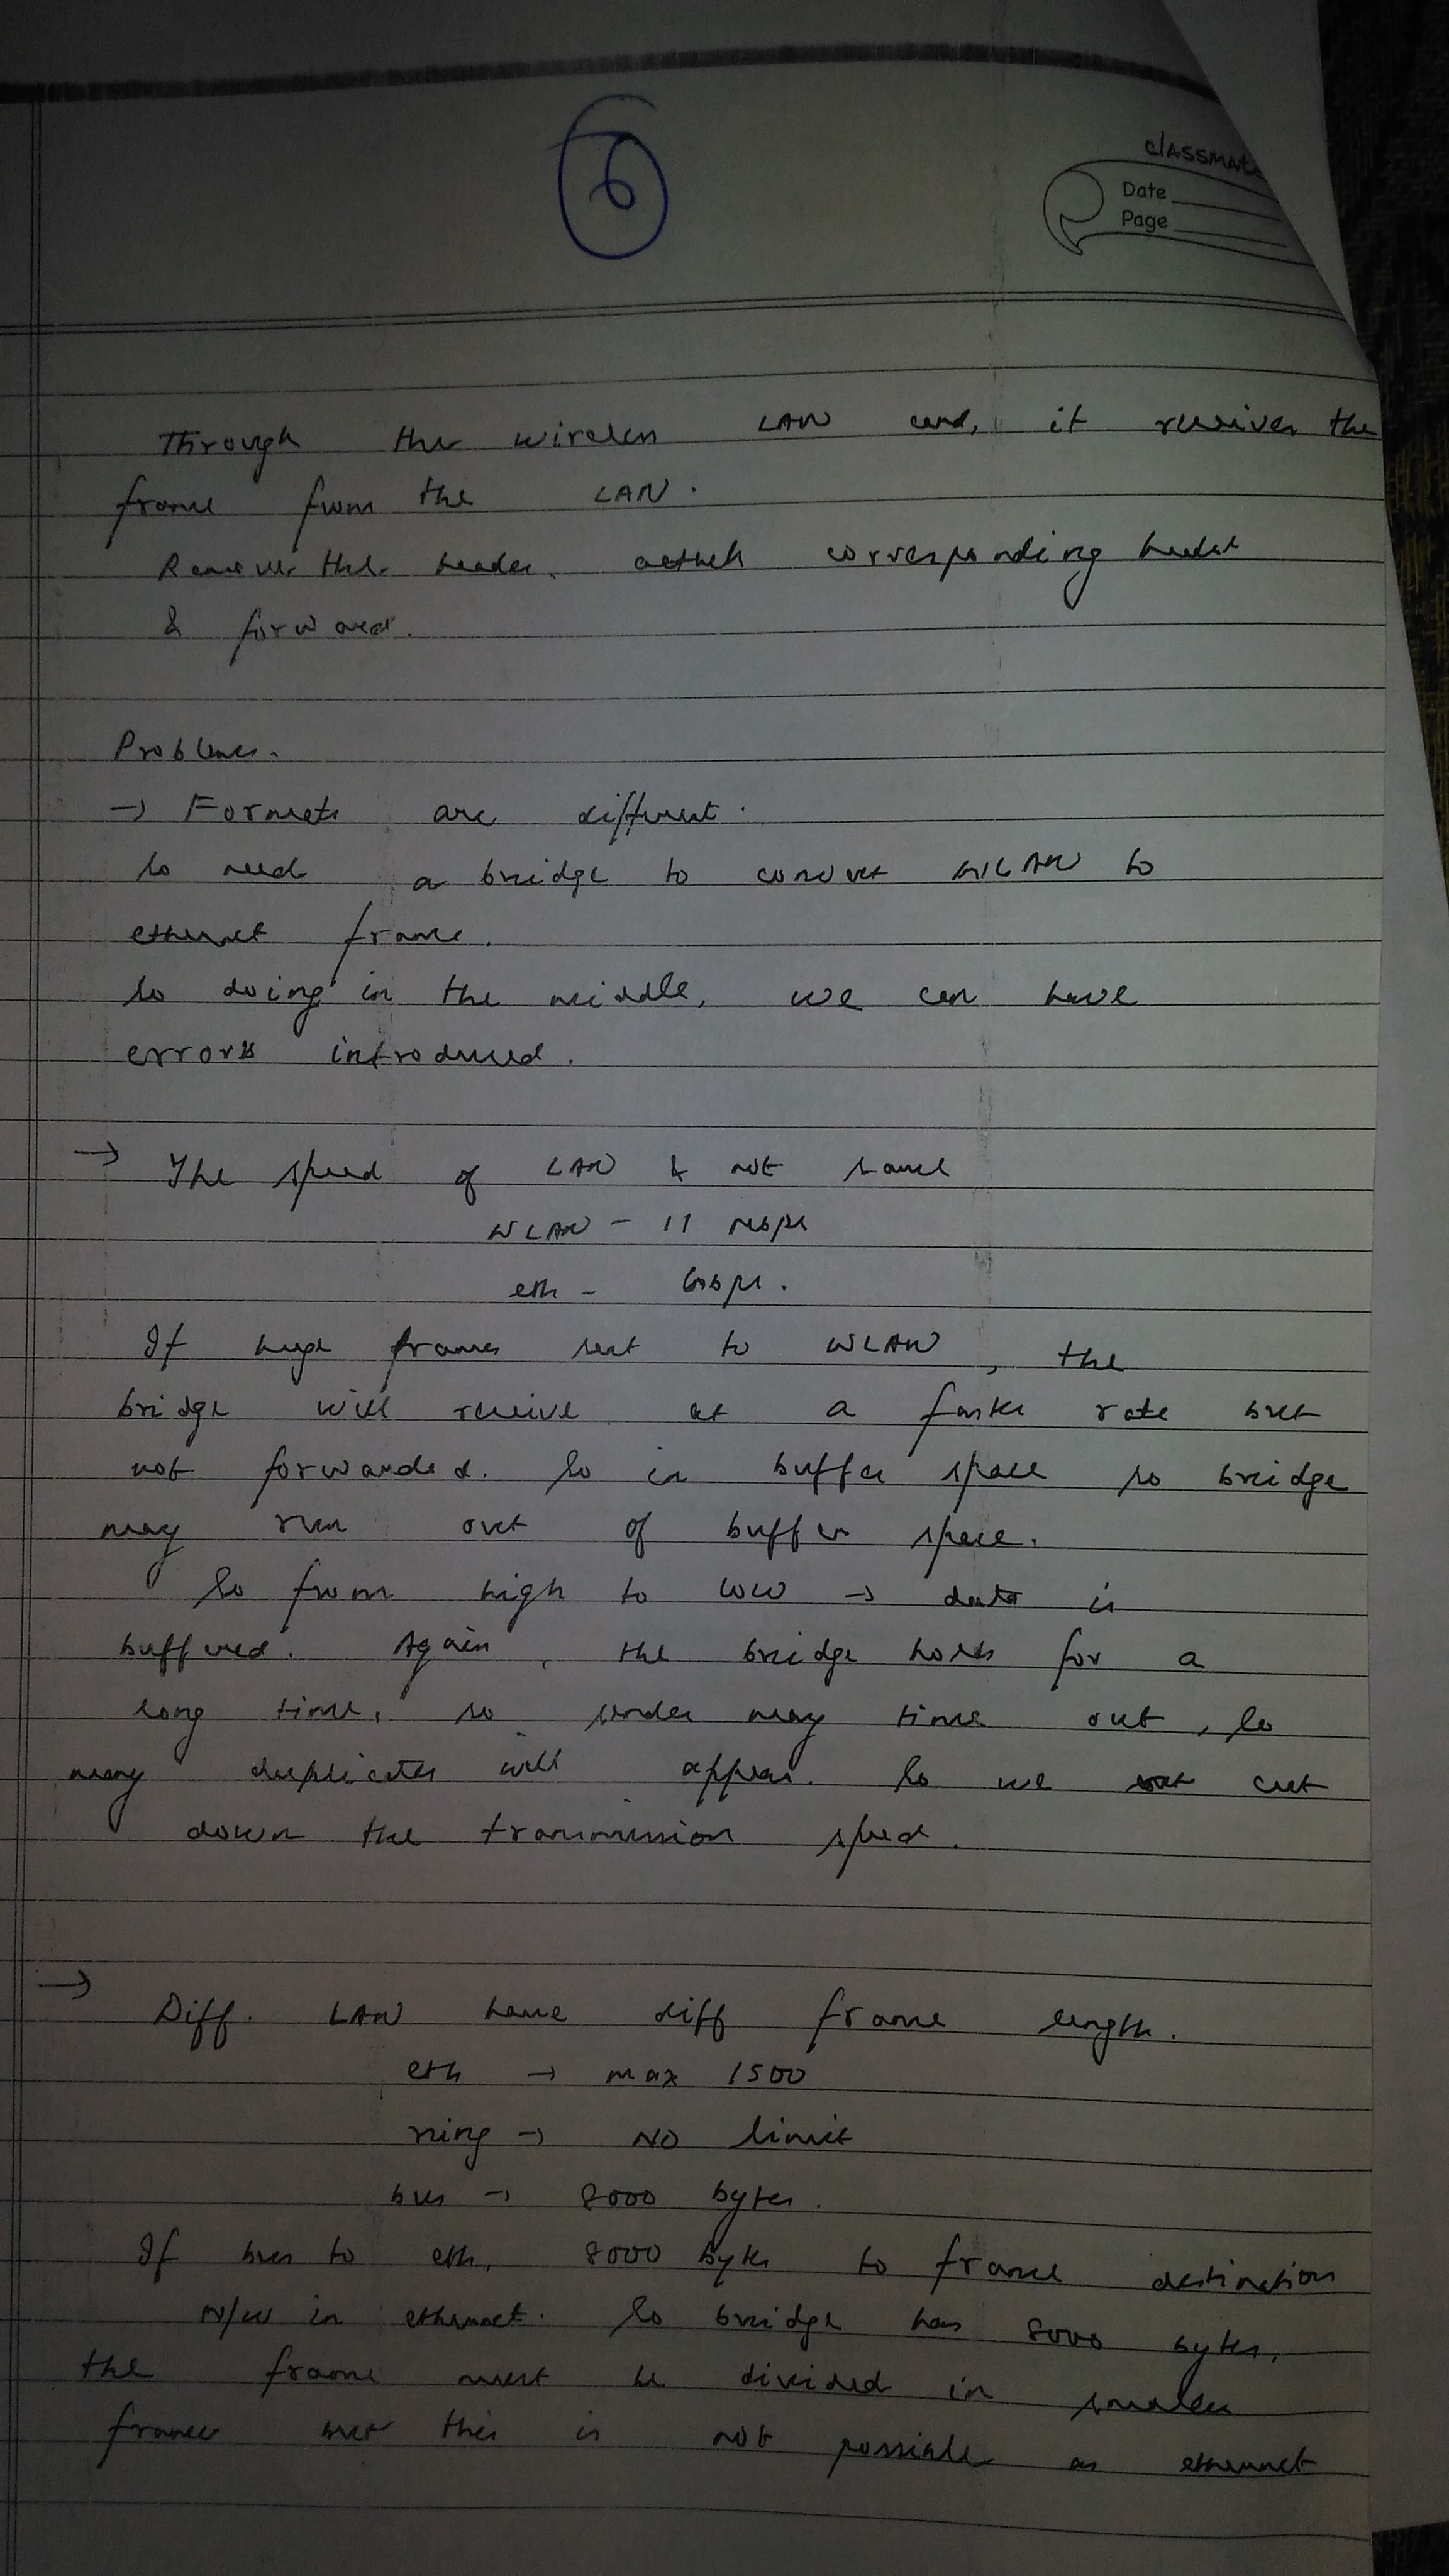 6
classmate
Date
Page
Through the wireless LAN card, it receives the
frame from the LAN.
Removes the header, attach corresponding header
& forward.
Problems.
→ Formats are different.
So need a bridge to convert WLAN to
ethernet frame.
So doing in the middle, we can have
errors introduced.
→ The speed of LAN & not same
WLAN - 11 mbps
eth - Gbps.
If huge frames sent to WLAN, the
bridge will receive at a faster rate but
not forwarded. So in buffer space so bridge
may run out of buffer space.
So from high to low → data is
buffered. Again, the bridge holds for a
long time, so sender may time out, so
many duplicates will appear. So we cut
down the transmission speed.
→
Diff. LAN have diff frame length.
eth → max 1500
ring → NO limit
bus → 8000 bytes.
If bus to eth, 8000 bytes to frame destination
N/W in ethernet. So bridge has 8000 bytes,
the frame must be divided in smaller
frames but this is not possible as ethernet